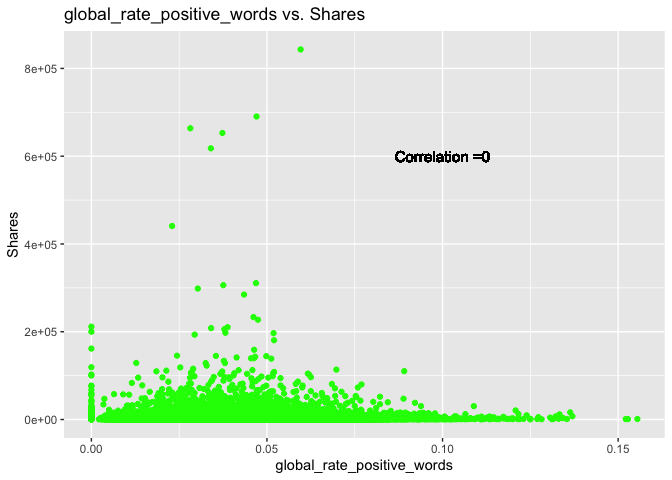 global_rate_positive_words vs. Shares
8e+05
6e+05
4e+05
2e+05
0e+00
Shares
Correlation =0
0.00
0.05
0.10
0.15
global_rate_positive_words